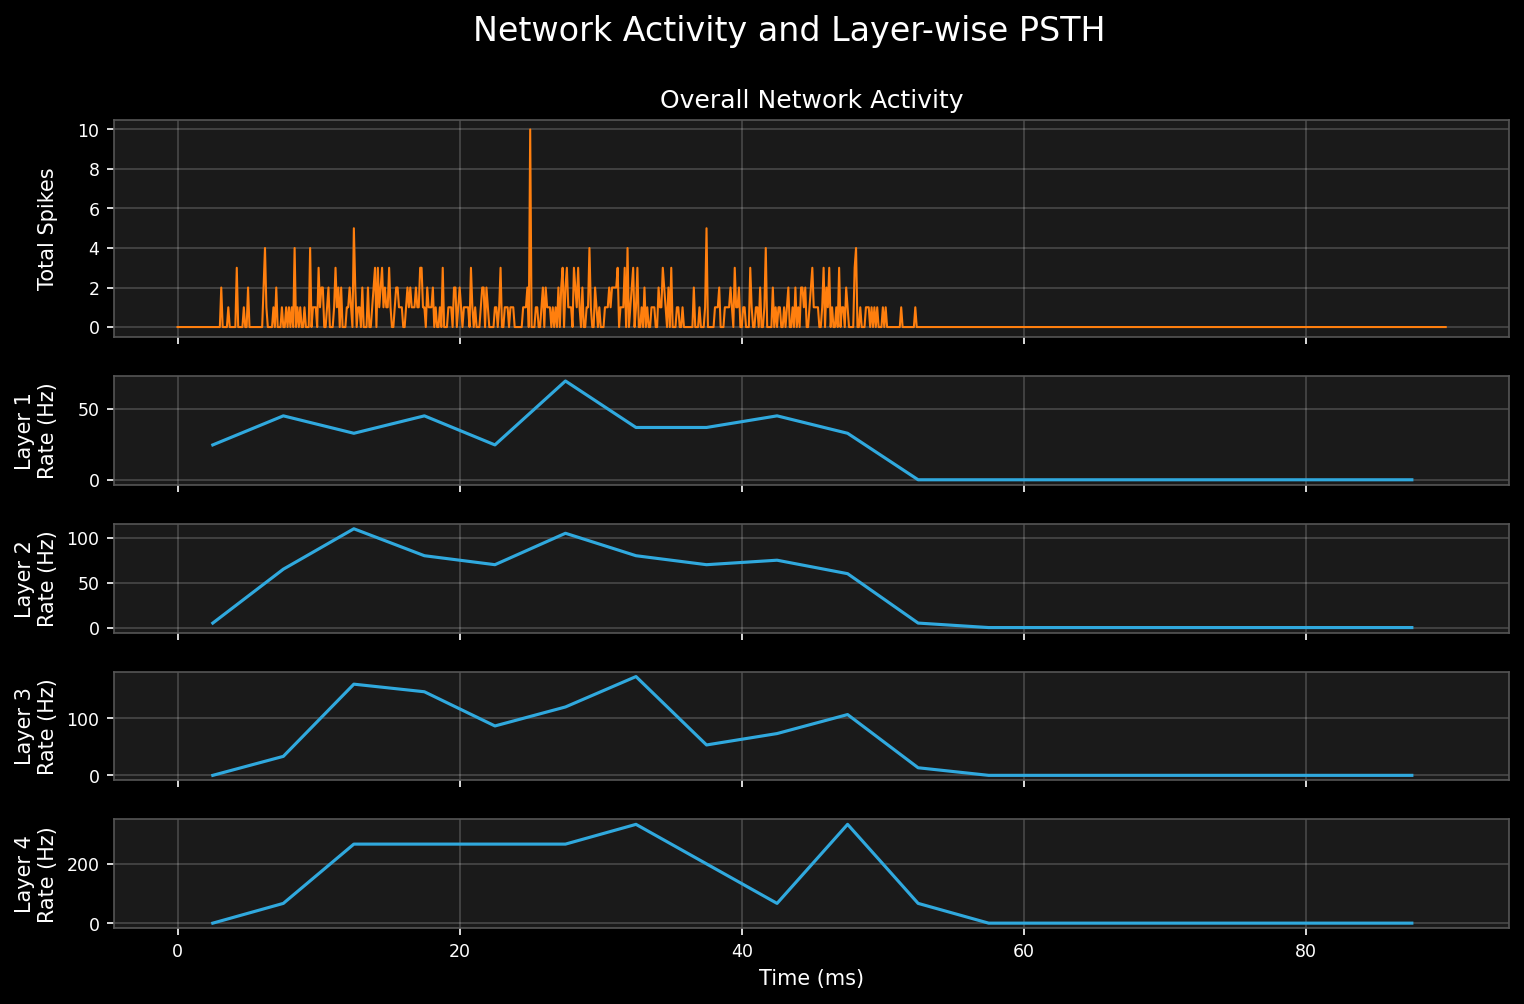 Network Activity and Layer-wise PSTH
Overall Network Activity
Total Spikes
10
8
6
4
2
0
Layer 1
Rate (Hz)
50
0
Layer 2
Rate (Hz)
100
50
0
Layer 3
Rate (Hz)
100
0
Layer 4
Rate (Hz)
200
0
0 20 40 60 80
Time (ms)